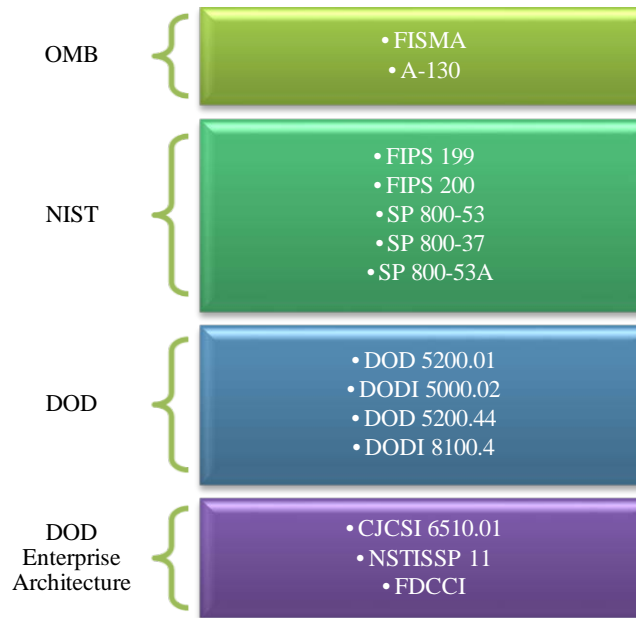 OMB
• FISMA
• A-130
NIST
• FIPS 199
• FIPS 200
• SP 800-53
• SP 800-37
• SP 800-53A
DOD
• DOD 5200.01
• DODI 5000.02
• DOD 5200.44
• DODI 8100.4
DOD
Enterprise
Architecture
• CJCSI 6510.01
• NSTISSP 11
• FDCCI